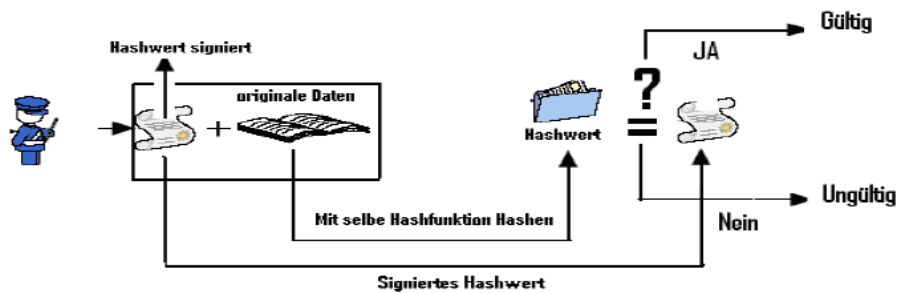 Hashwert signiert
originale Daten
Hashwert
?
=
JA
Gültig
Nein
Ungültig
Mit selbe Hashfunktion Hashen
Signiertes Hashwert
+